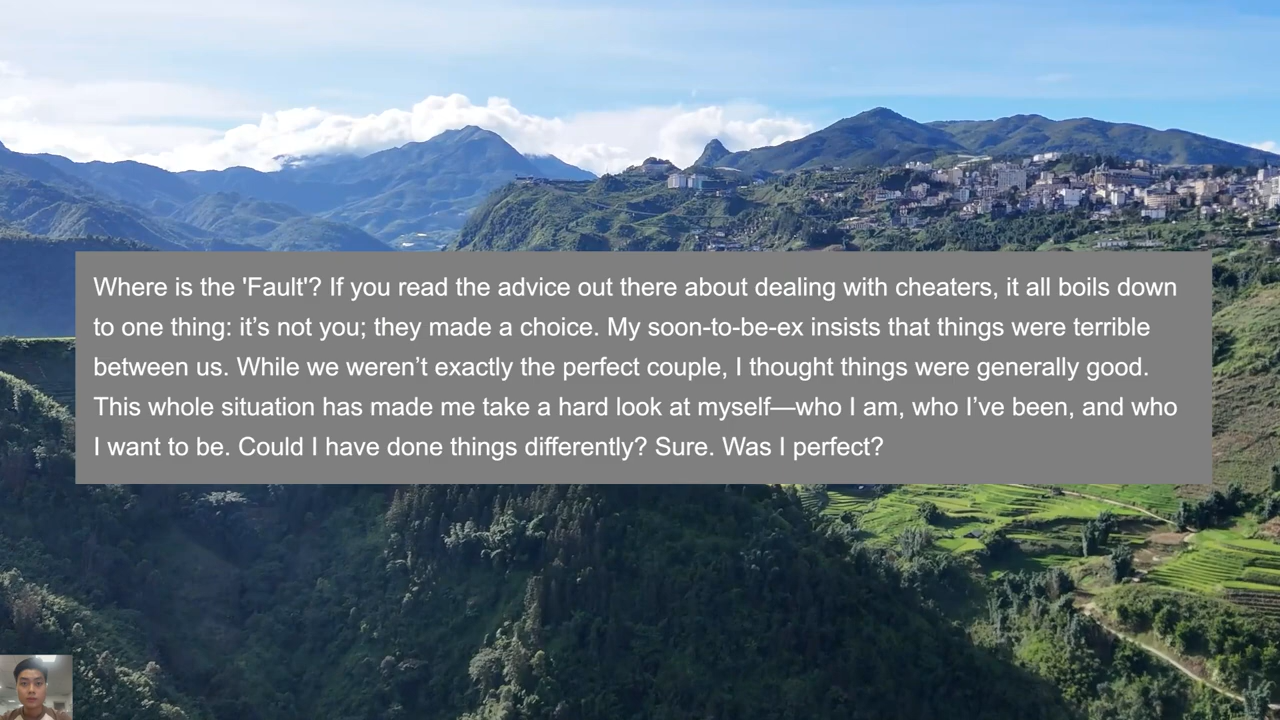 Where is the 'Fault'? If you read the advice out there about dealing with cheaters, it all boils down
to one thing: it’s not you; they made a choice. My soon-to-be-ex insists that things were terrible
between us. While we weren’t exactly the perfect couple, I thought things were generally good.
This whole situation has made me take a hard look at myself—who I am, who I’ve been, and who
I want to be. Could I have done things differently? Sure. Was I perfect?